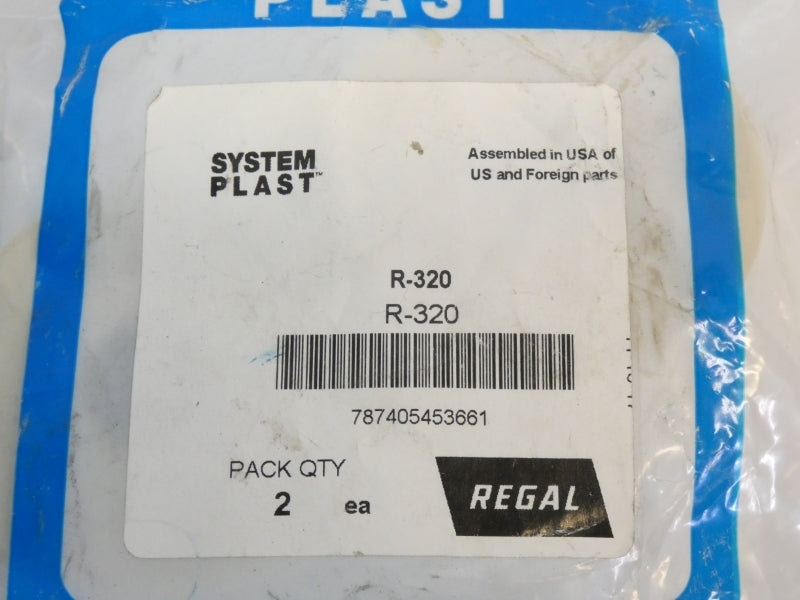 PLAST
SYSTEM
PLAST™
Assembled in USA of
US and Foreign parts
R-320
R-320
787405453661
PACK QTY
2 ea
REGAL